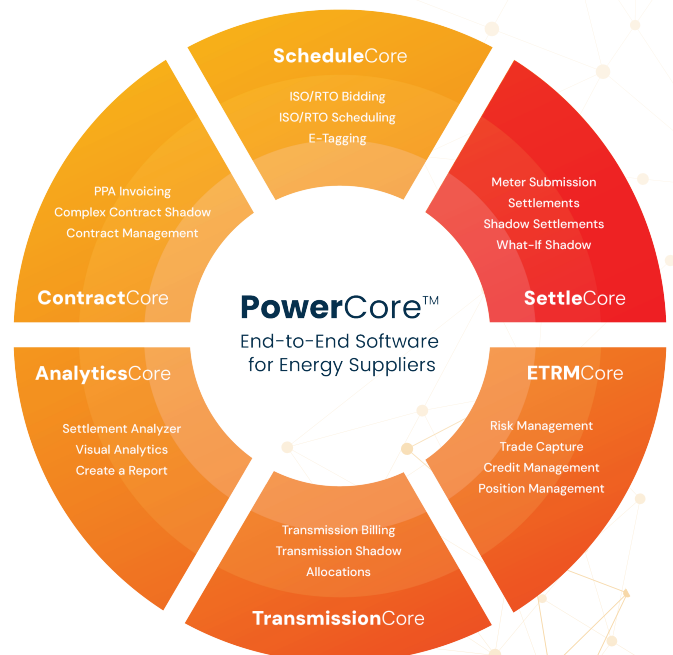 ScheduleCore
ISO/RTO Bidding
ISO/RTO Scheduling
E-Tagging
Meter Submission
Settlements
Shadow Settlements
What-If Shadow
SettleCore
ETRMCore
Risk Management
Trade Capture
Credit Management
Position Management
Transmission Billing
Transmission Shadow
Allocations
TransmissionCore
AnalyticsCore
Settlement Analyzer
Visual Analytics
Create a Report
PPA Invoicing
Complex Contract Shadow
Contract Management
ContractCore
PowerCore™
End-to-End Software
for Energy Suppliers